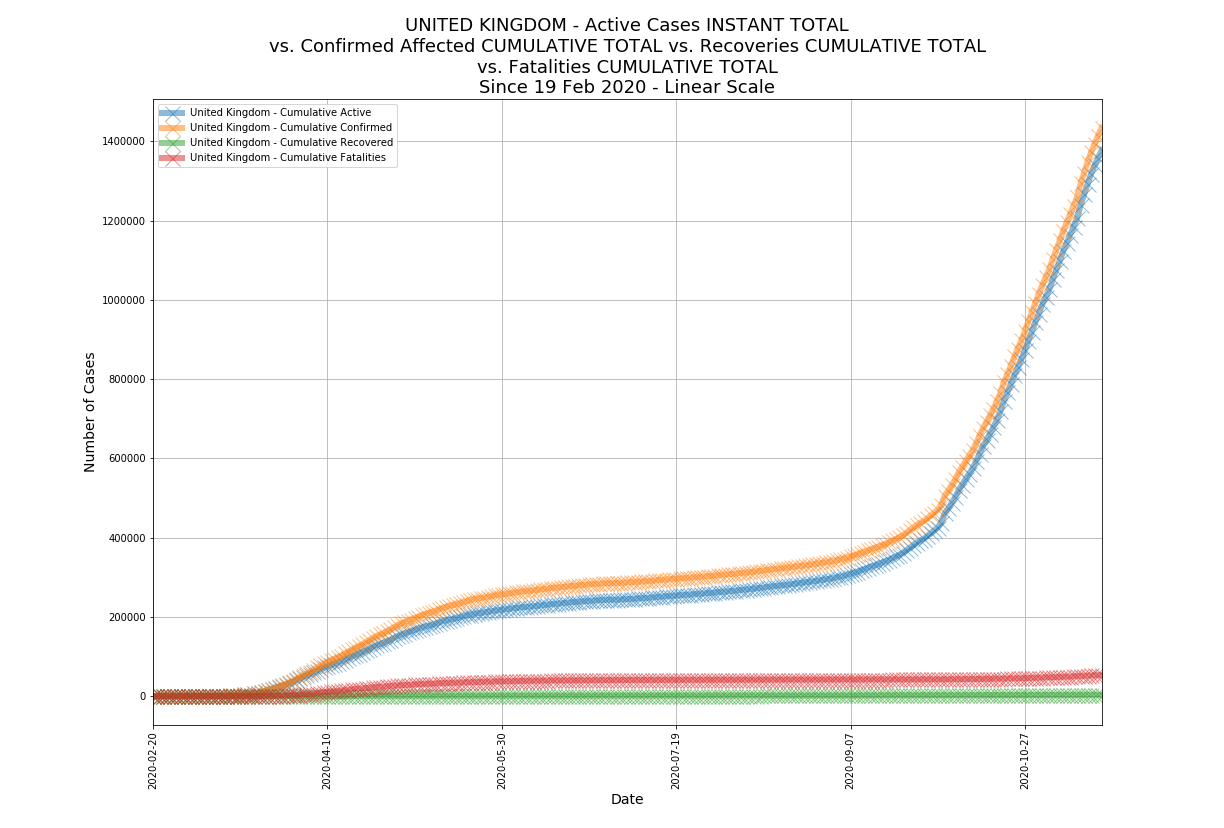 UNITED KINGDOM - Active Cases INSTANT TOTAL
vs. Confirmed Affected CUMULATIVE TOTAL vs. Recoveries CUMULATIVE TOTAL
vs. Fatalities CUMULATIVE TOTAL
Since 19 Feb 2020 - Linear Scale
United Kingdom - Cumulative Active
United Kingdom - Cumulative Confirmed
United Kingdom - Cumulative Recovered
United Kingdom - Cumulative Fatalities
Number of Cases
1400000
1200000
1000000
800000
600000
400000
200000
0
2020-02-20
2020-04-10
2020-05-30
2020-07-19
2020-09-07
2020-10-27
Date